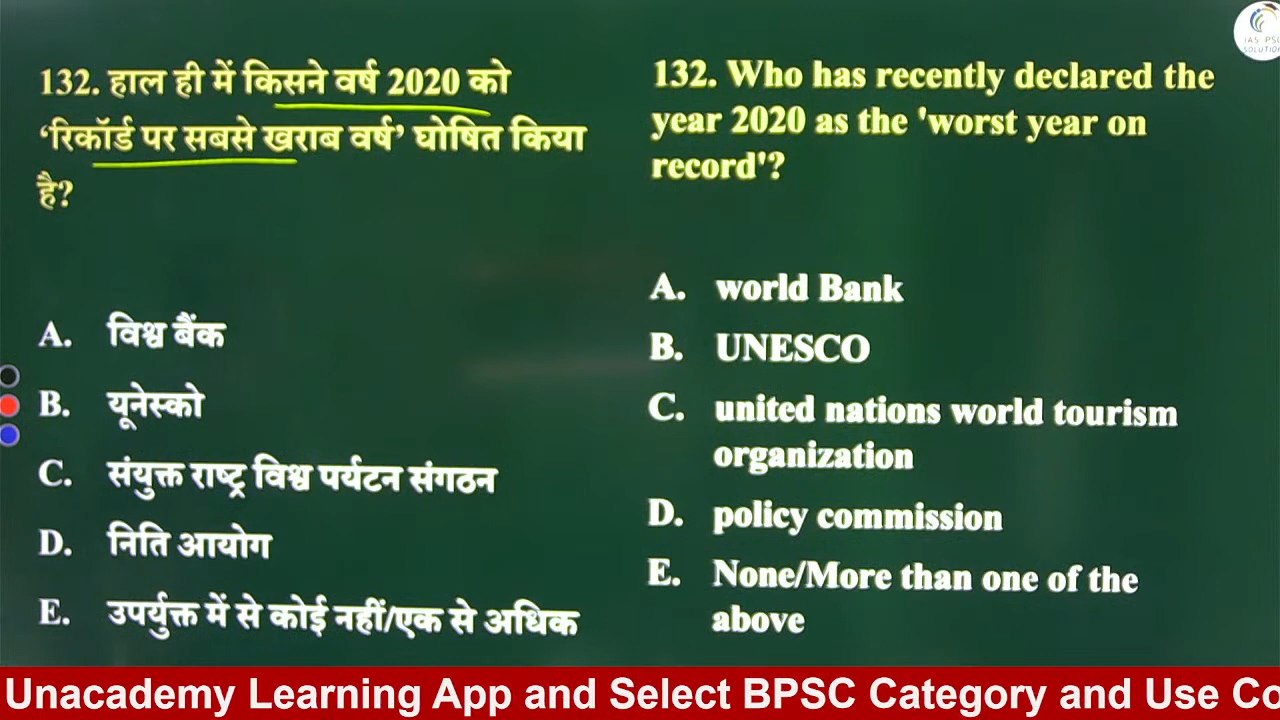 132. हाल ही में किसने वर्ष 2020 को
‘रिकॉर्ड पर सबसे खराब वर्ष’ घोषित किया
है?
A. विश्व बैंक
B. यूनेस्को
C. संयुक्त राष्ट्र विश्व पर्यटन संगठन
D. निति आयोग
E. उपर्युक्त में से कोई नहीं/एक से अधिक
132. Who has recently declared the
year 2020 as the 'worst year on
record'?
A. world Bank
B. UNESCO
C. united nations world tourism
organization
D. policy commission
E. None/More than one of the
above
IAS PSC
SOLUTION
Unacademy Learning App and Select BPSC Category and Use Co